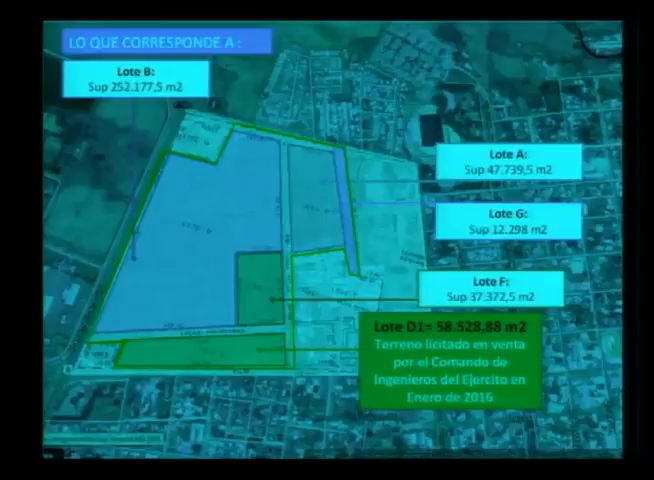 LO QUE CORRESPONDE A :
Lote B:
Sup 252.177,5 m2
Lote A:
Sup 47.739,5 m2
Lote G:
Sup 12.298 m2
Lote F:
Sup 37.372,5 m2
Lote D1= 58.528,88 m2
Terreno licitado en venta
por el Comando de
Ingenieros del Ejercito en
Enero de 2016